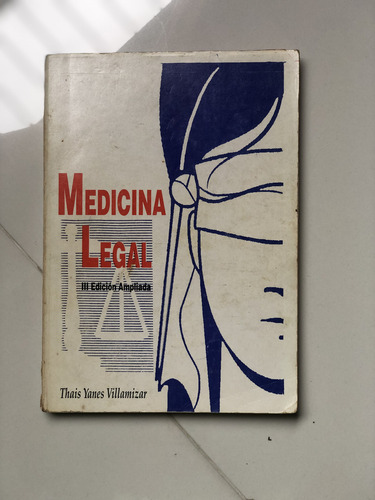 MEDICINA
LEGAL
III Edición Ampliada
Thais Yanes Villamizar